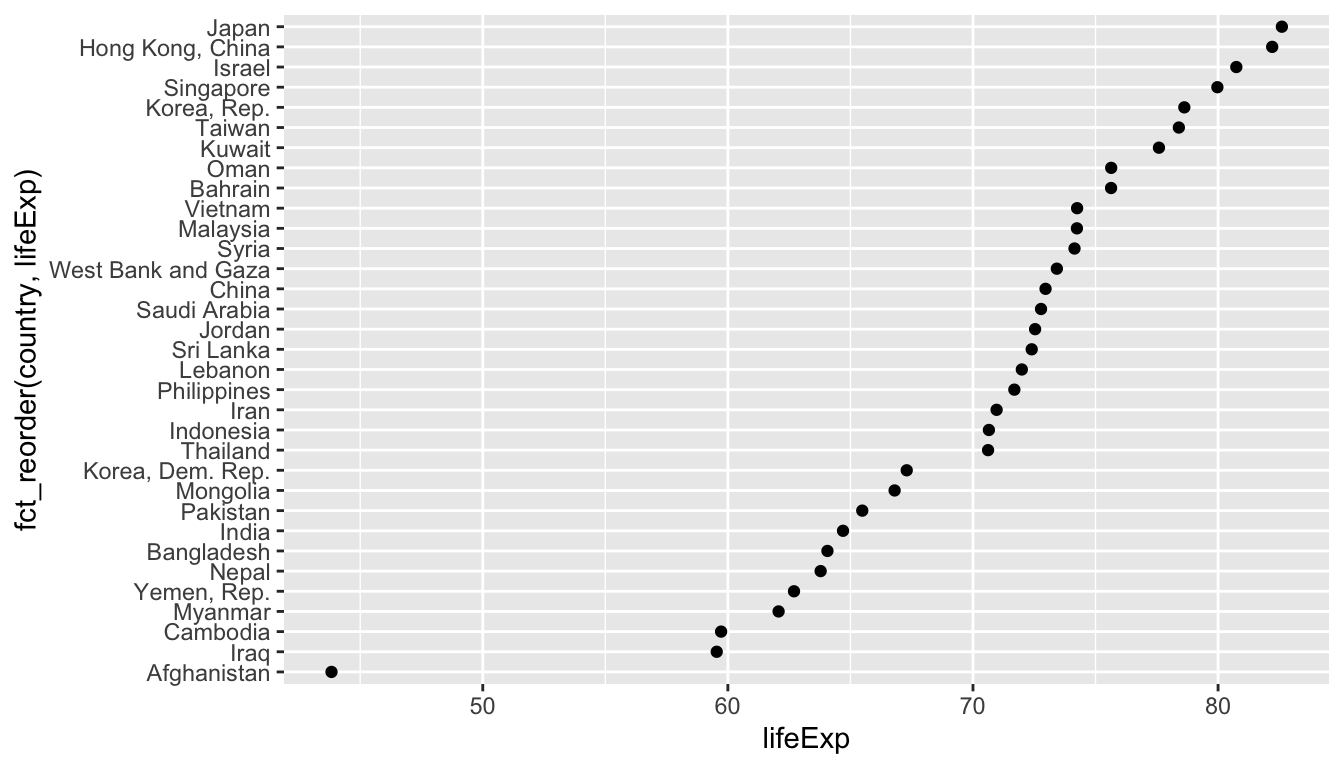 fct_reorder(country, lifeExp)
Japan
Hong Kong, China
Israel
Singapore
Korea, Rep.
Taiwan
Kuwait
Oman
Bahrain
Vietnam
Malaysia
Syria
West Bank and Gaza
China
Saudi Arabia
Jordan
Sri Lanka
Lebanon
Philippines
Iran
Indonesia
Thailand
Korea, Dem. Rep.
Mongolia
Pakistan
India
Bangladesh
Nepal
Yemen, Rep.
Myanmar
Cambodia
Iraq
Afghanistan
50 60 70 80
lifeExp